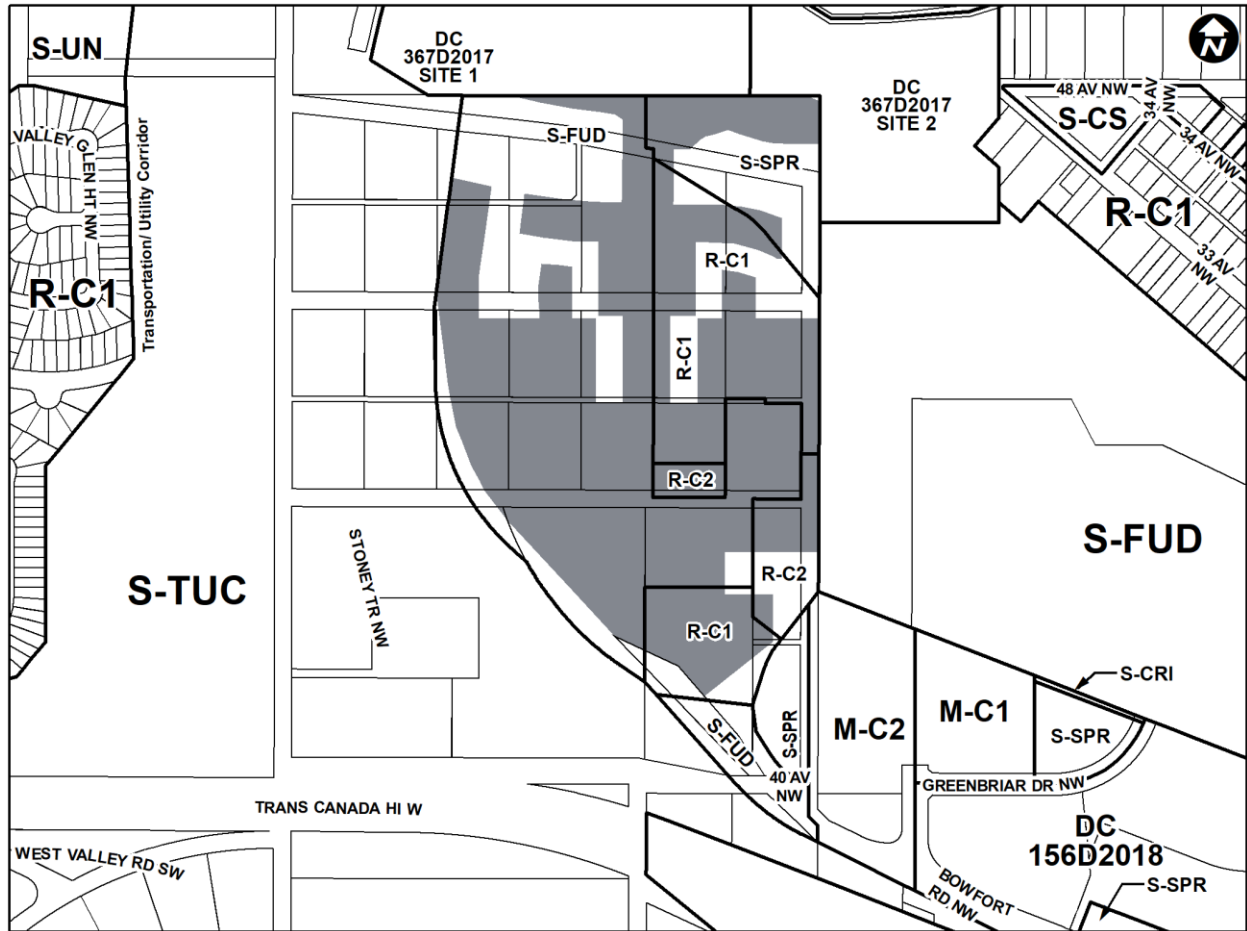 S-UN
DC
367D2017
SITE 1
DC
367D2017
SITE 2
N
48 AV NW
34 AV
NW
S-CS
34 AV NW
VALLEY GLEN HT NW
Transportation/ Utility Corridor
S-FUD
S-SPR
R-C1
R-C1
33 AV
NW
R-C1
R-C1
R-C2
S-TUC
STONEY TR NW
S-FUD
R-C2
R-C1
S-CRI
M-C2
M-C1
S-SPR
S-FUD
S-SPR
40 AV
NW
GREENBRIAR DR NW
TRANS CANADA HI W
DC
156D2018
WEST VALLEY RD SW
BOWFORT
RD NW
S-SPR